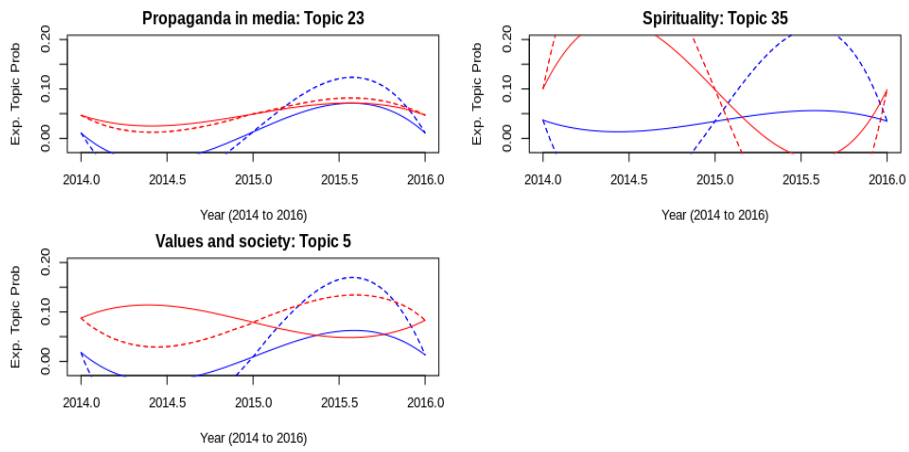 Propaganda in media: Topic 23
Exp. Topic Prob
0.20
0.10
0.00
2014.0 2014.5 2015.0 2015.5 2016.0
Year (2014 to 2016)
Spirituality: Topic 35
Exp. Topic Prob
0.20
0.10
0.00
2014.0 2014.5 2015.0 2015.5 2016.0
Year (2014 to 2016)
Values and society: Topic 5
Exp. Topic Prob
0.20
0.10
0.00
2014.0 2014.5 2015.0 2015.5 2016.0
Year (2014 to 2016)